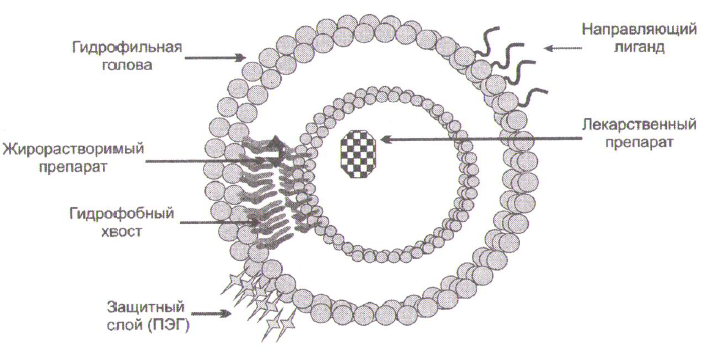 Гидрофильная
голова
Жирорастворимый
препарат
Гидрофобный
хвост
Защитный
слой (ПЭГ)
Направляющий
лиганд
Лекарственный
препарат